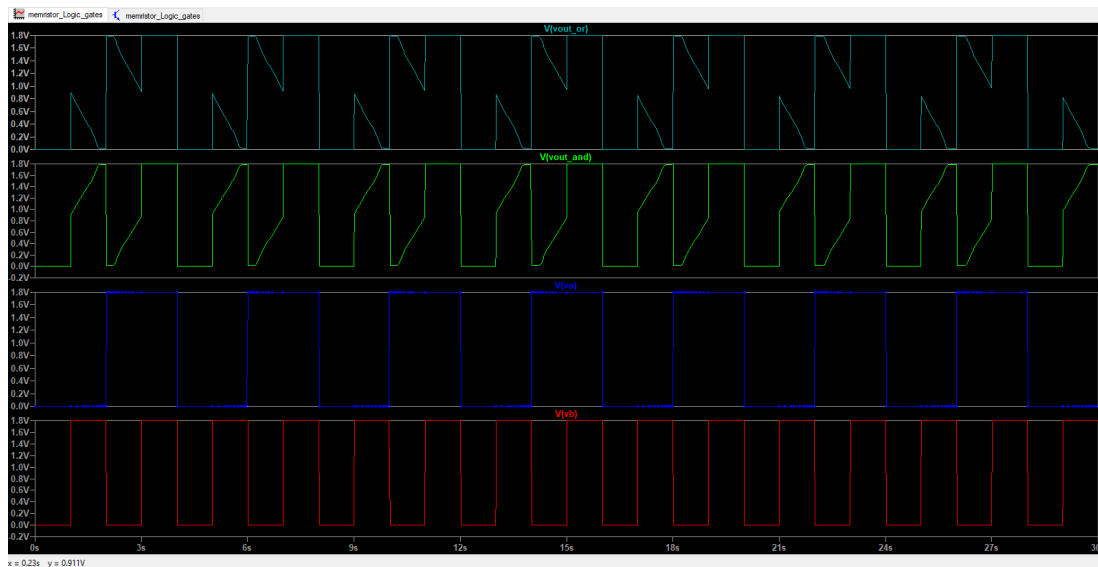 memristor_Logic_gates memristor_Logic_gates
V(vout_or)
1.8V
1.6V
1.4V
1.2V
1.0V
0.8V
0.6V
0.4V
0.2V
0.0V
V(vout_and)
1.8V
1.6V
1.4V
1.2V
1.0V
0.8V
0.6V
0.4V
0.2V
0.0V
-0.2V
V(va)
1.8V
1.6V
1.4V
1.2V
1.0V
0.8V
0.6V
0.4V
0.2V
0.0V
V(vb)
1.8V
1.6V
1.4V
1.2V
1.0V
0.8V
0.6V
0.4V
0.2V
0.0V
-0.2V
0s 3s 6s 9s 12s 15s 18s 21s 24s 27s 30
x = 0.23s y = 0.911V